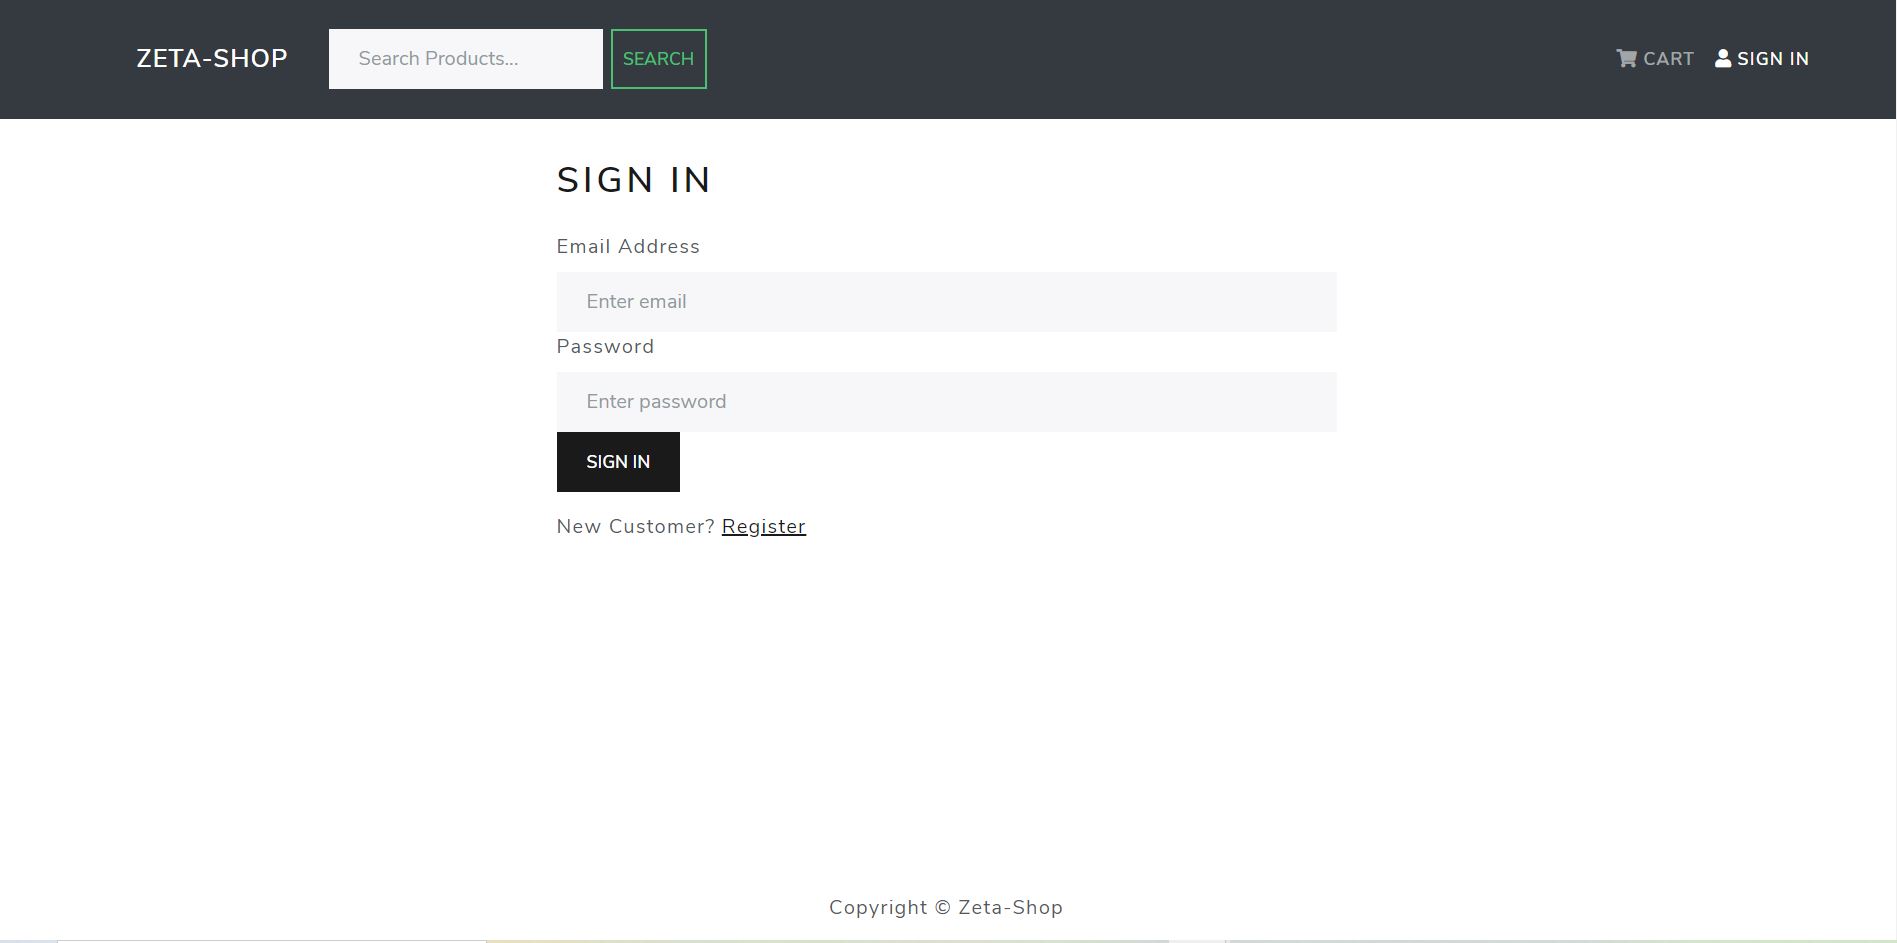 ZETA-SHOP Search Products... SEARCH CART SIGN IN
SIGN IN
Email Address
Enter email
Password
Enter password
SIGN IN
New Customer? Register
Copyright © Zeta-Shop